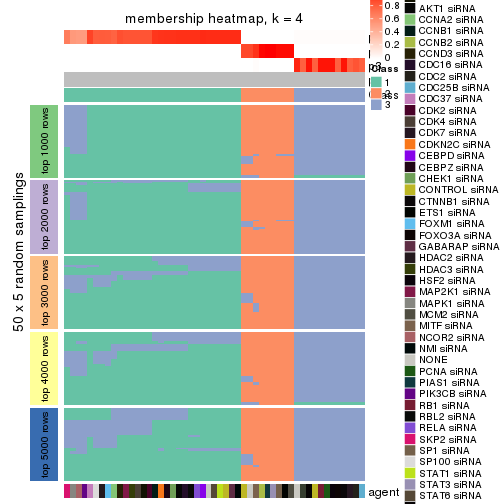 membership heatmap, k = 4
50 x 5 random samplings
top 1000 rows
top 2000 rows
top 3000 rows
top 4000 rows
top 5000 rows
agent
0.8
0.6
0.4
0.2
0
Class
1
2
3
AKT1 siRNA
CCNA2 siRNA
CCNB1 siRNA
CCNB2 siRNA
CCND3 siRNA
CDC16 siRNA
CDC2 siRNA
CDC25B siRNA
CDC37 siRNA
CDK2 siRNA
CDK4 siRNA
CDK7 siRNA
CDKN2C siRNA
CEBPD siRNA
CEBPZ siRNA
CHEK1 siRNA
CONTROL siRNA
CTNNB1 siRNA
ETS1 siRNA
FOXM1 siRNA
FOXO3A siRNA
GABARAP siRNA
HDAC2 siRNA
HDAC3 siRNA
HSF2 siRNA
MAP2K1 siRNA
MAPK1 siRNA
MCM2 siRNA
MITF siRNA
NCOR2 siRNA
NMI siRNA
NONE
PCNA siRNA
PIAS1 siRNA
PIK3CB siRNA
RB1 siRNA
RBL2 siRNA
RELA siRNA
SKP2 siRNA
SP1 siRNA
SP100 siRNA
STAT1 siRNA
STAT3 siRNA
STAT6 siRNA